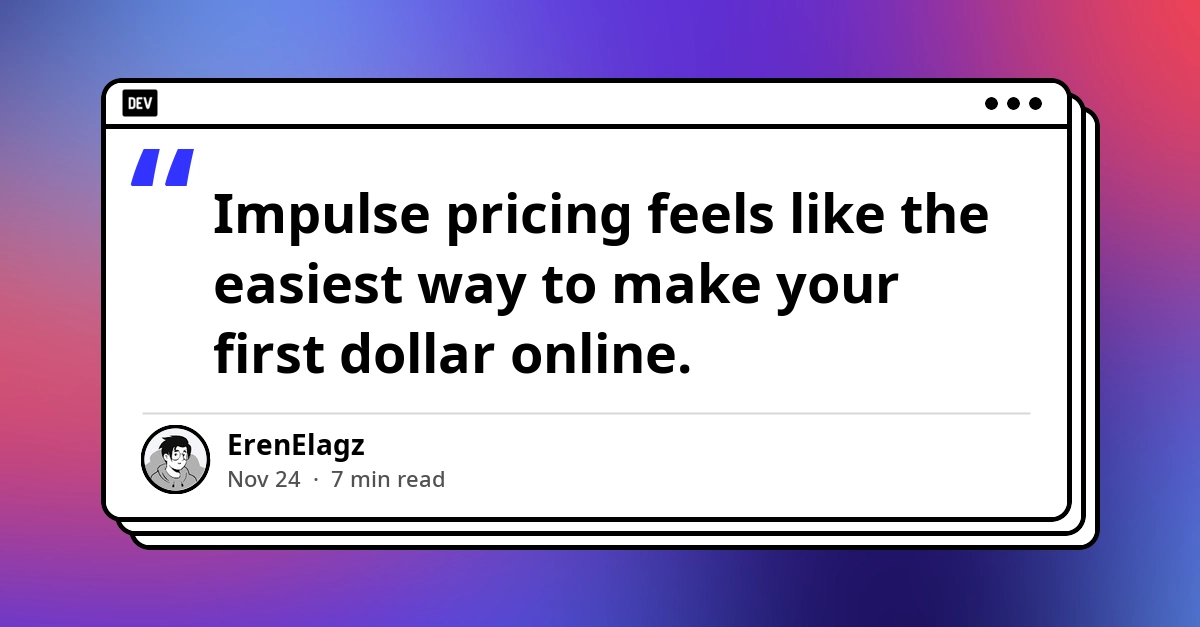 DEV
“
Impulse pricing feels like the
easiest way to make your
first dollar online.
ErenElagz
Nov 24 · 7 min read